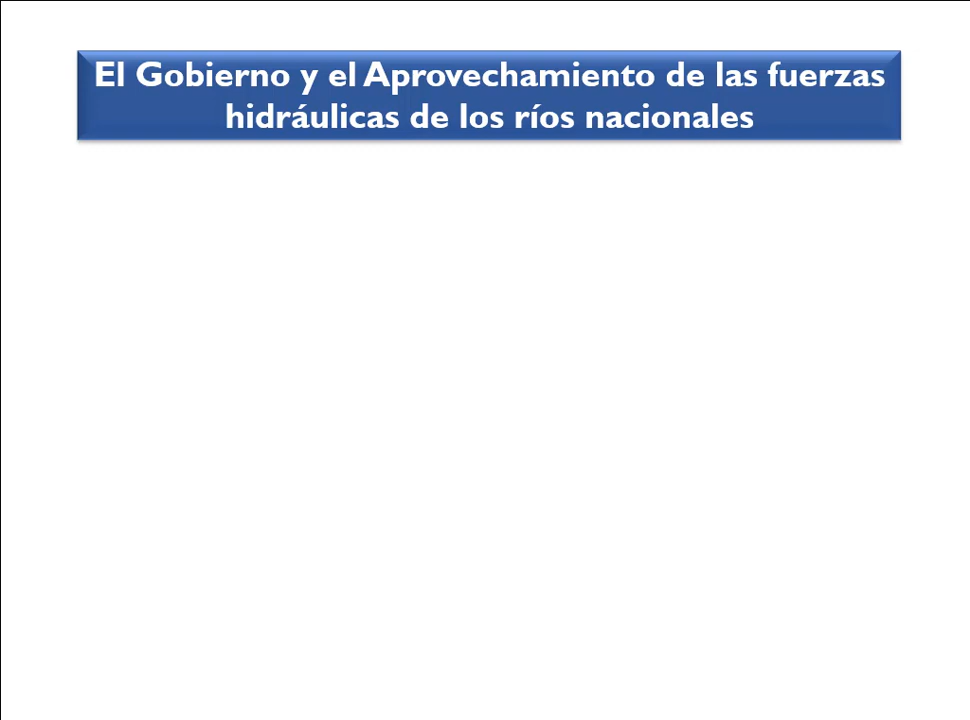 El Gobierno y el Aprovechamiento de las fuerzas
hidráulicas de los ríos nacionales